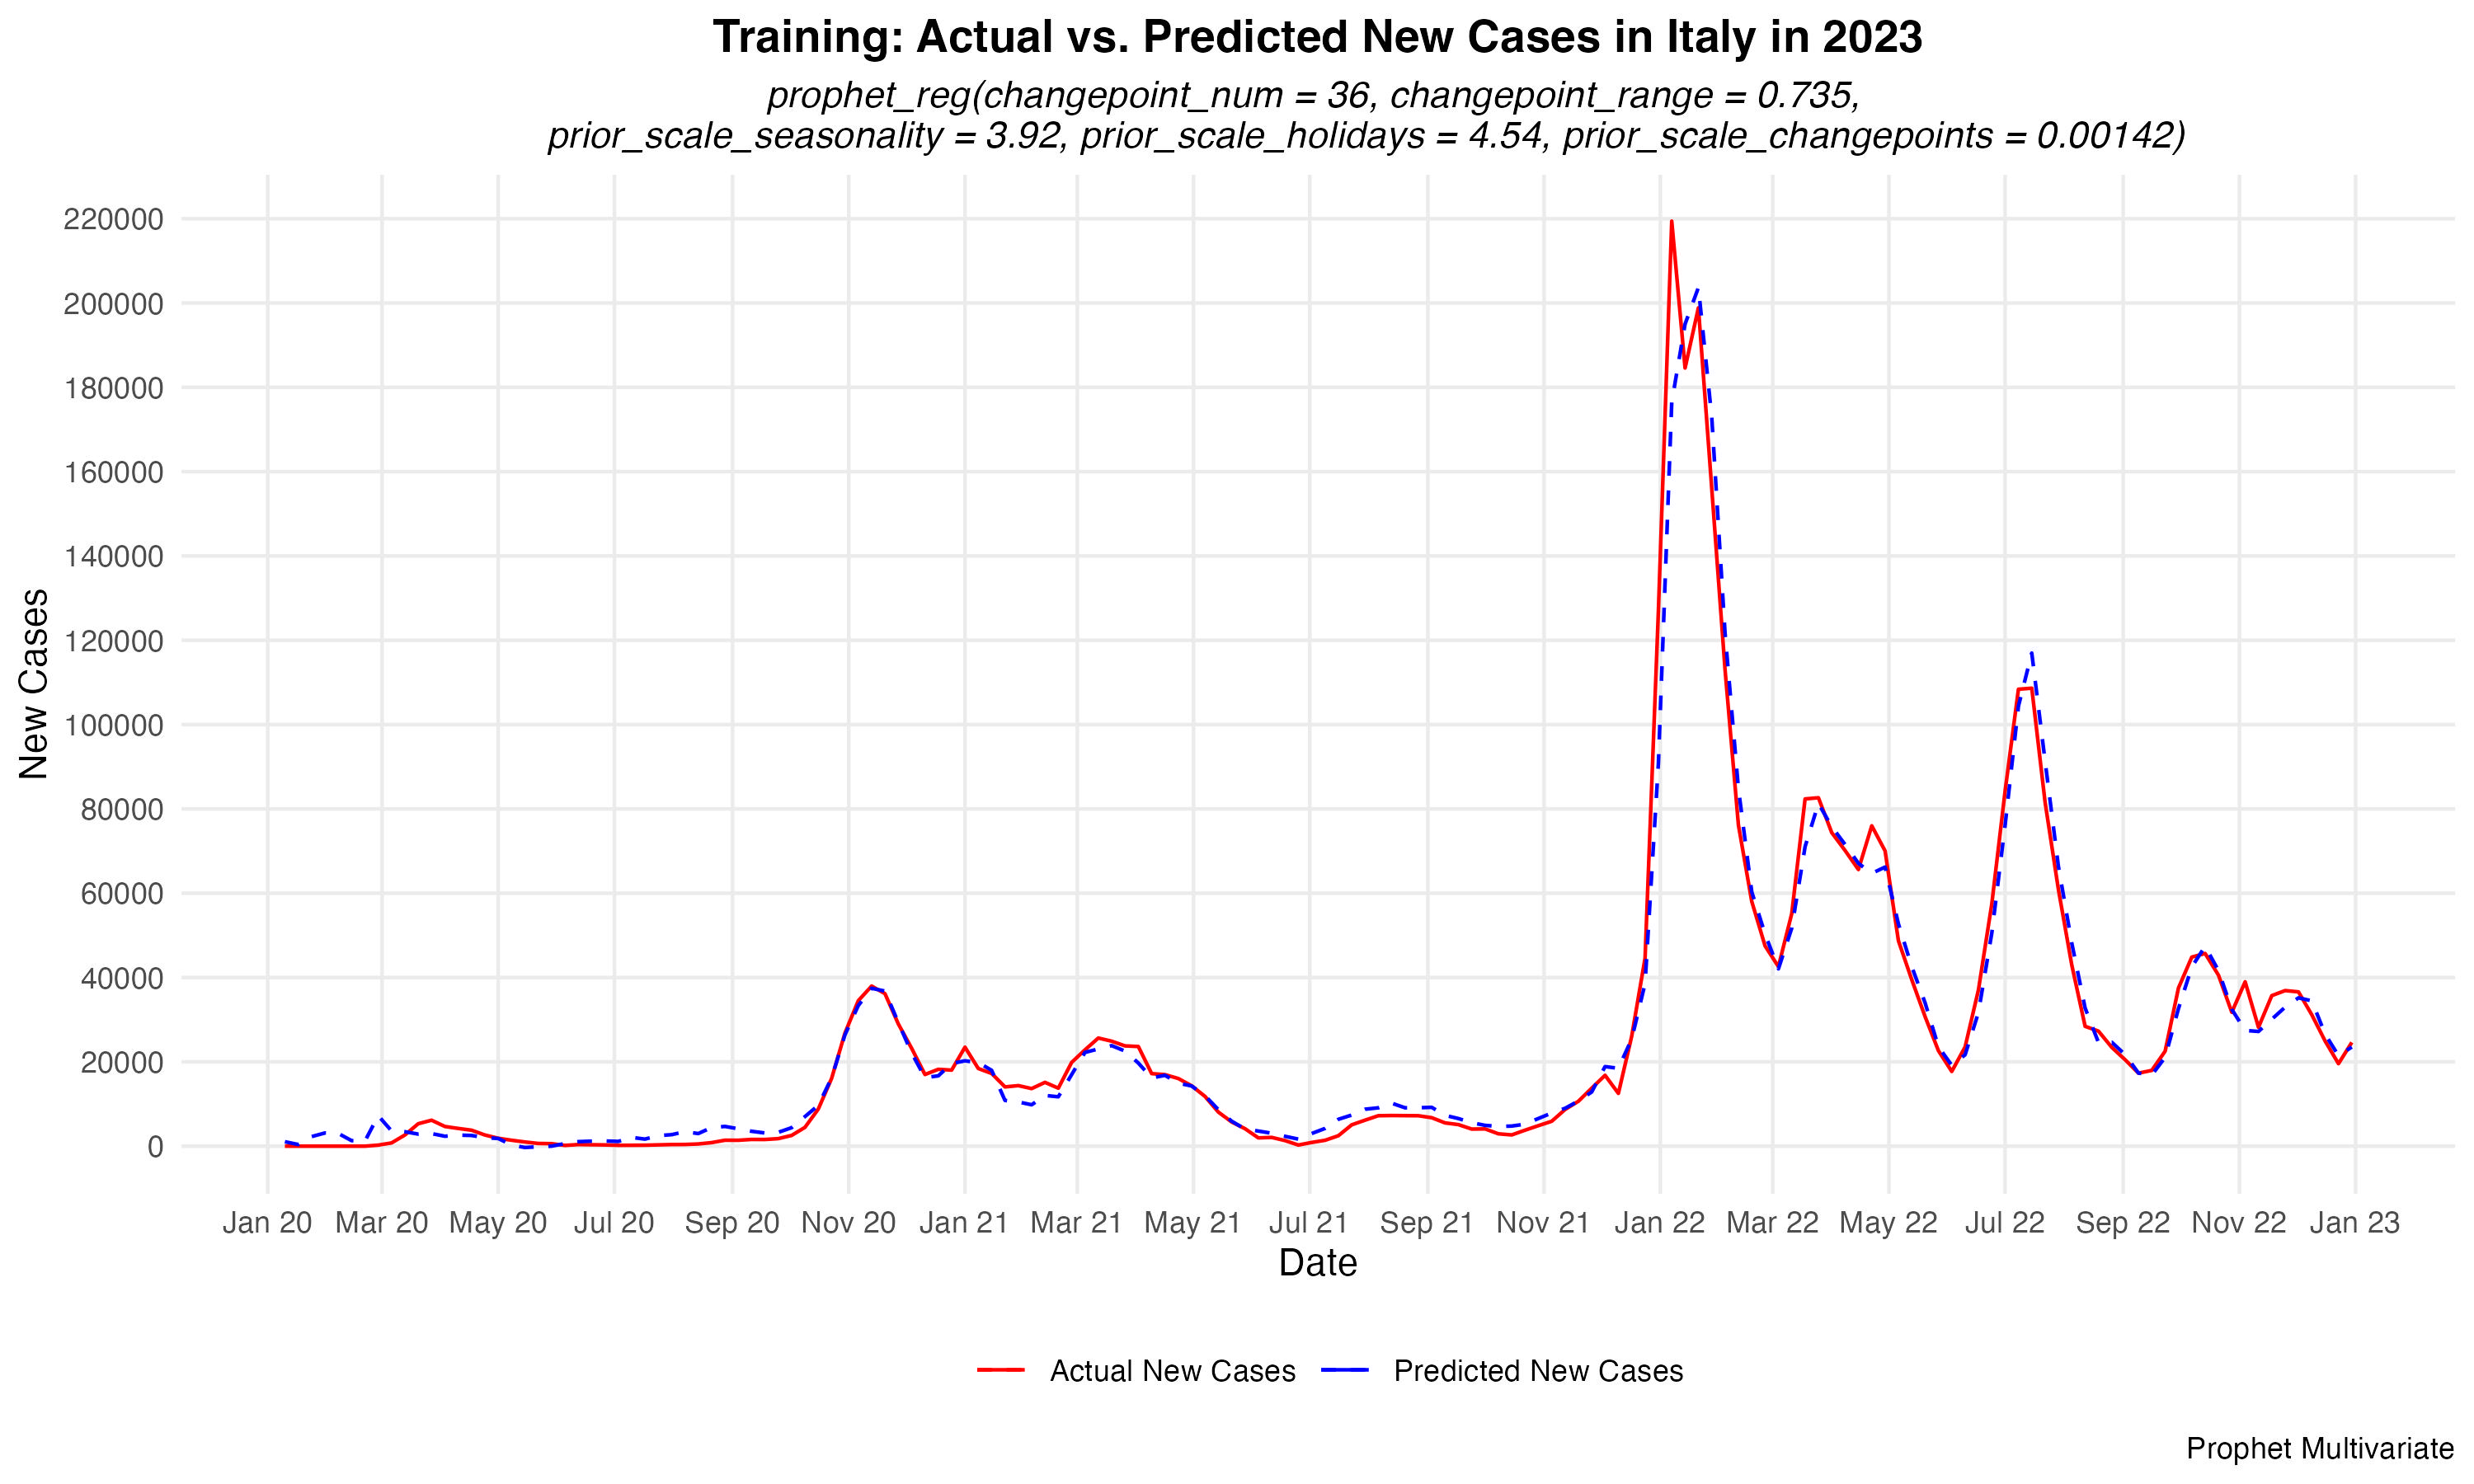 Training: Actual vs. Predicted New Cases in Italy in 2023
prophet_reg(changepoint_num = 36, changepoint_range = 0.735,
prior_scale_seasonality = 3.92, prior_scale_holidays = 4.54, prior_scale_changepoints = 0.00142)
220000
200000
180000
160000
140000
120000
100000
80000
60000
40000
20000
0
New Cases
Jan 20 Mar 20 May 20 Jul 20 Sep 20 Nov 20 Jan 21 Mar 21 May 21 Jul 21 Sep 21 Nov 21 Jan 22 Mar 22 May 22 Jul 22 Sep 22 Nov 22 Jan 23
Date
Actual New Cases Predicted New Cases
Prophet Multivariate